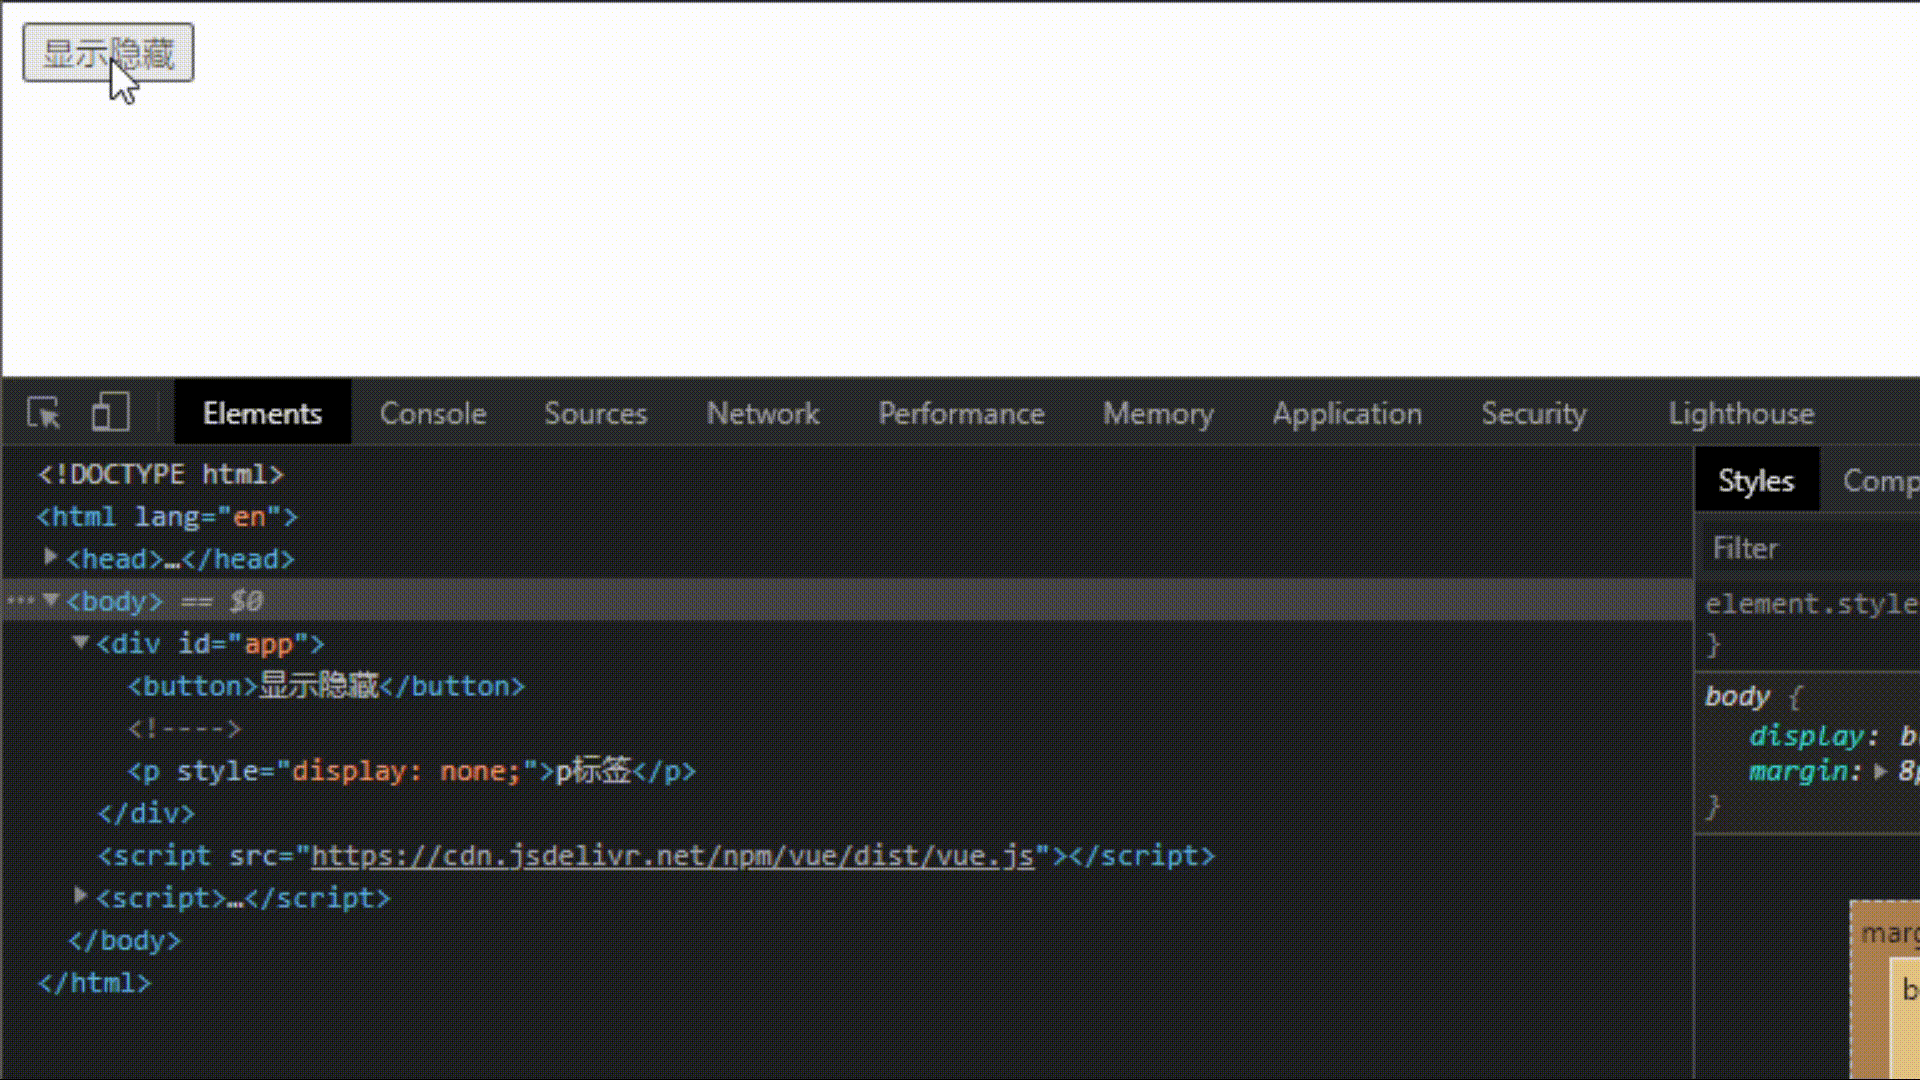 显示隐藏
Elements Console Sources Network Performance Memory Application Security Lighthouse
<!DOCTYPE html>
<html lang="en">
<head>…</head>
<body> == $0
<div id="app">
<button>显示隐藏</button>
<!---->
<p style="display: none;">p标签</p>
</div>
<script src="https://cdn.jsdelivr.net/npm/vue/dist/vue.js"></script>
<script>…</script>
</body>
</html>
Styles Comp
Filter
element.style
}
body {
display: b
margin: 8p
}
marg
b